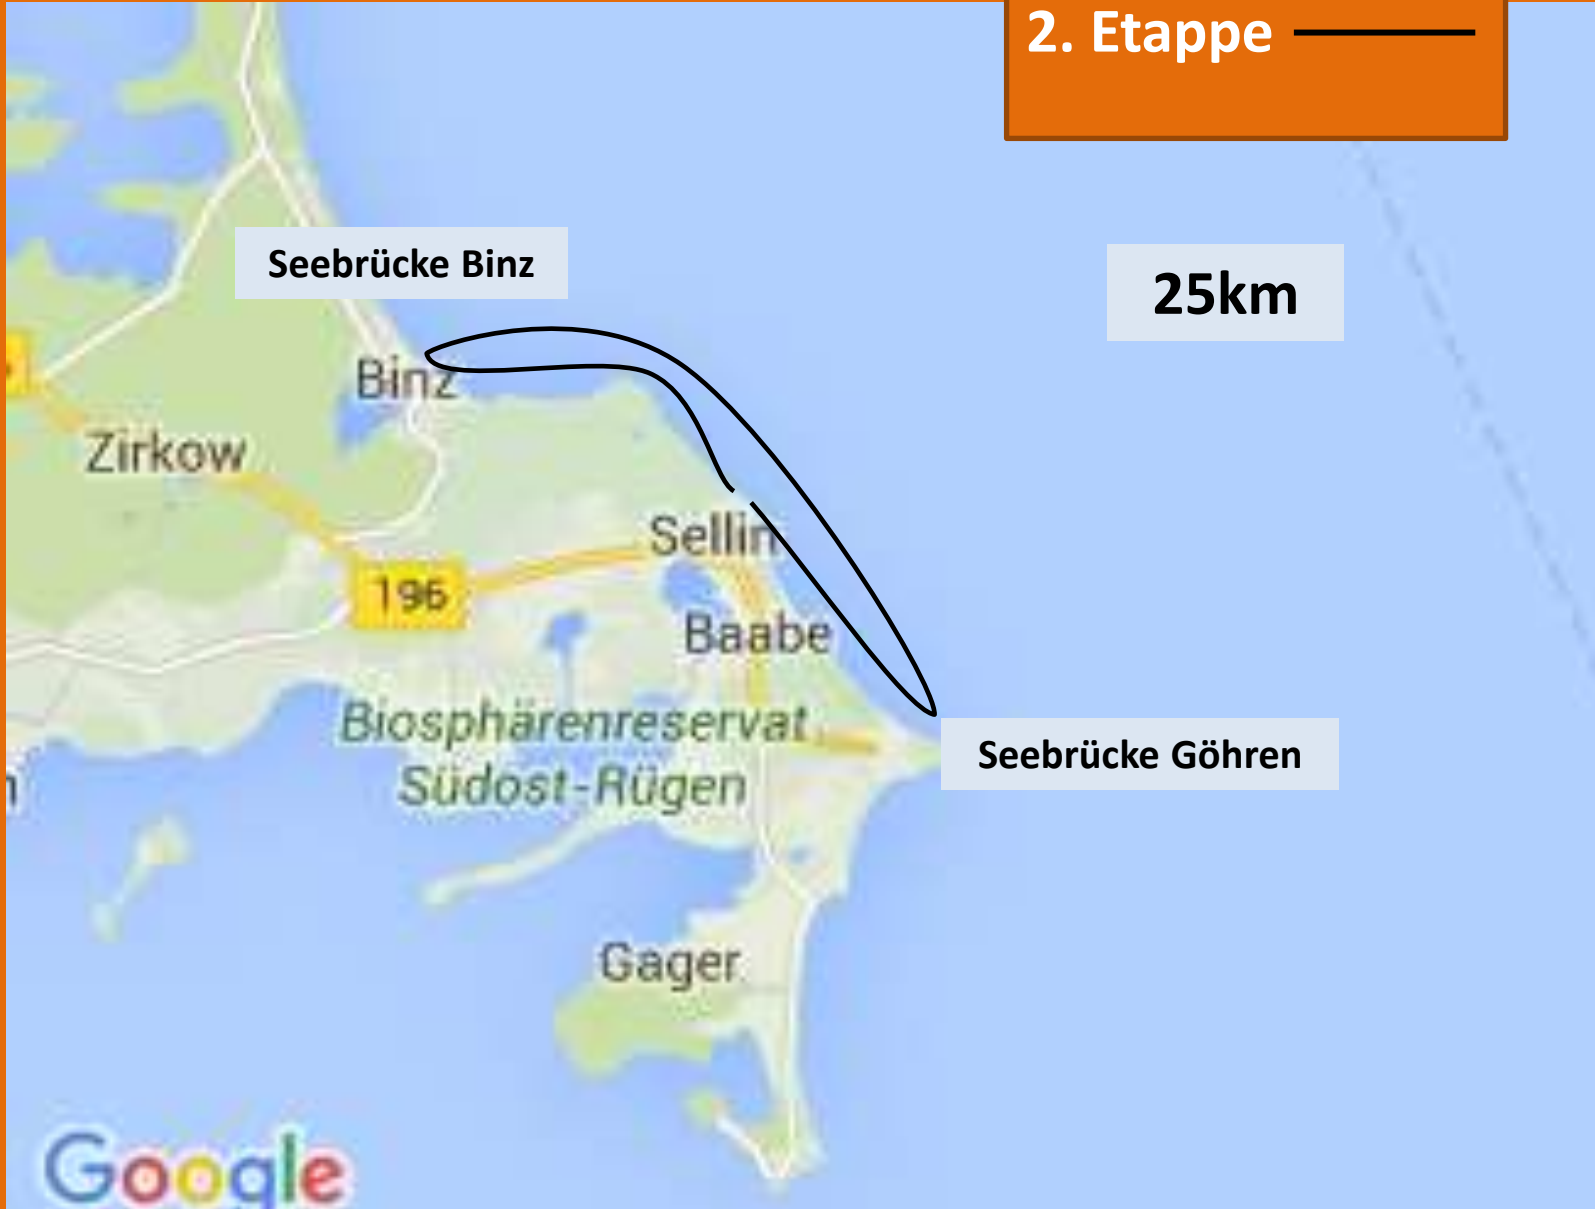 2. Etappe
Seebrücke Binz
25km
Binz
Zirkow
Sellin
196
Baabe
Biosphärenreservat
Südost-Rügen
Seebrücke Göhren
Gager
Google